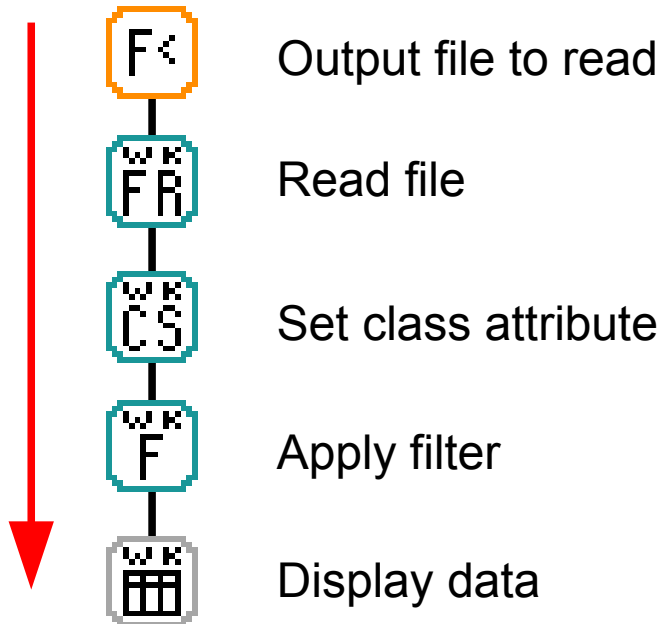 F<
Output file to read
WK
FR
Read file
WK
CS
Set class attribute
WK
F
Apply filter
WK
Display data